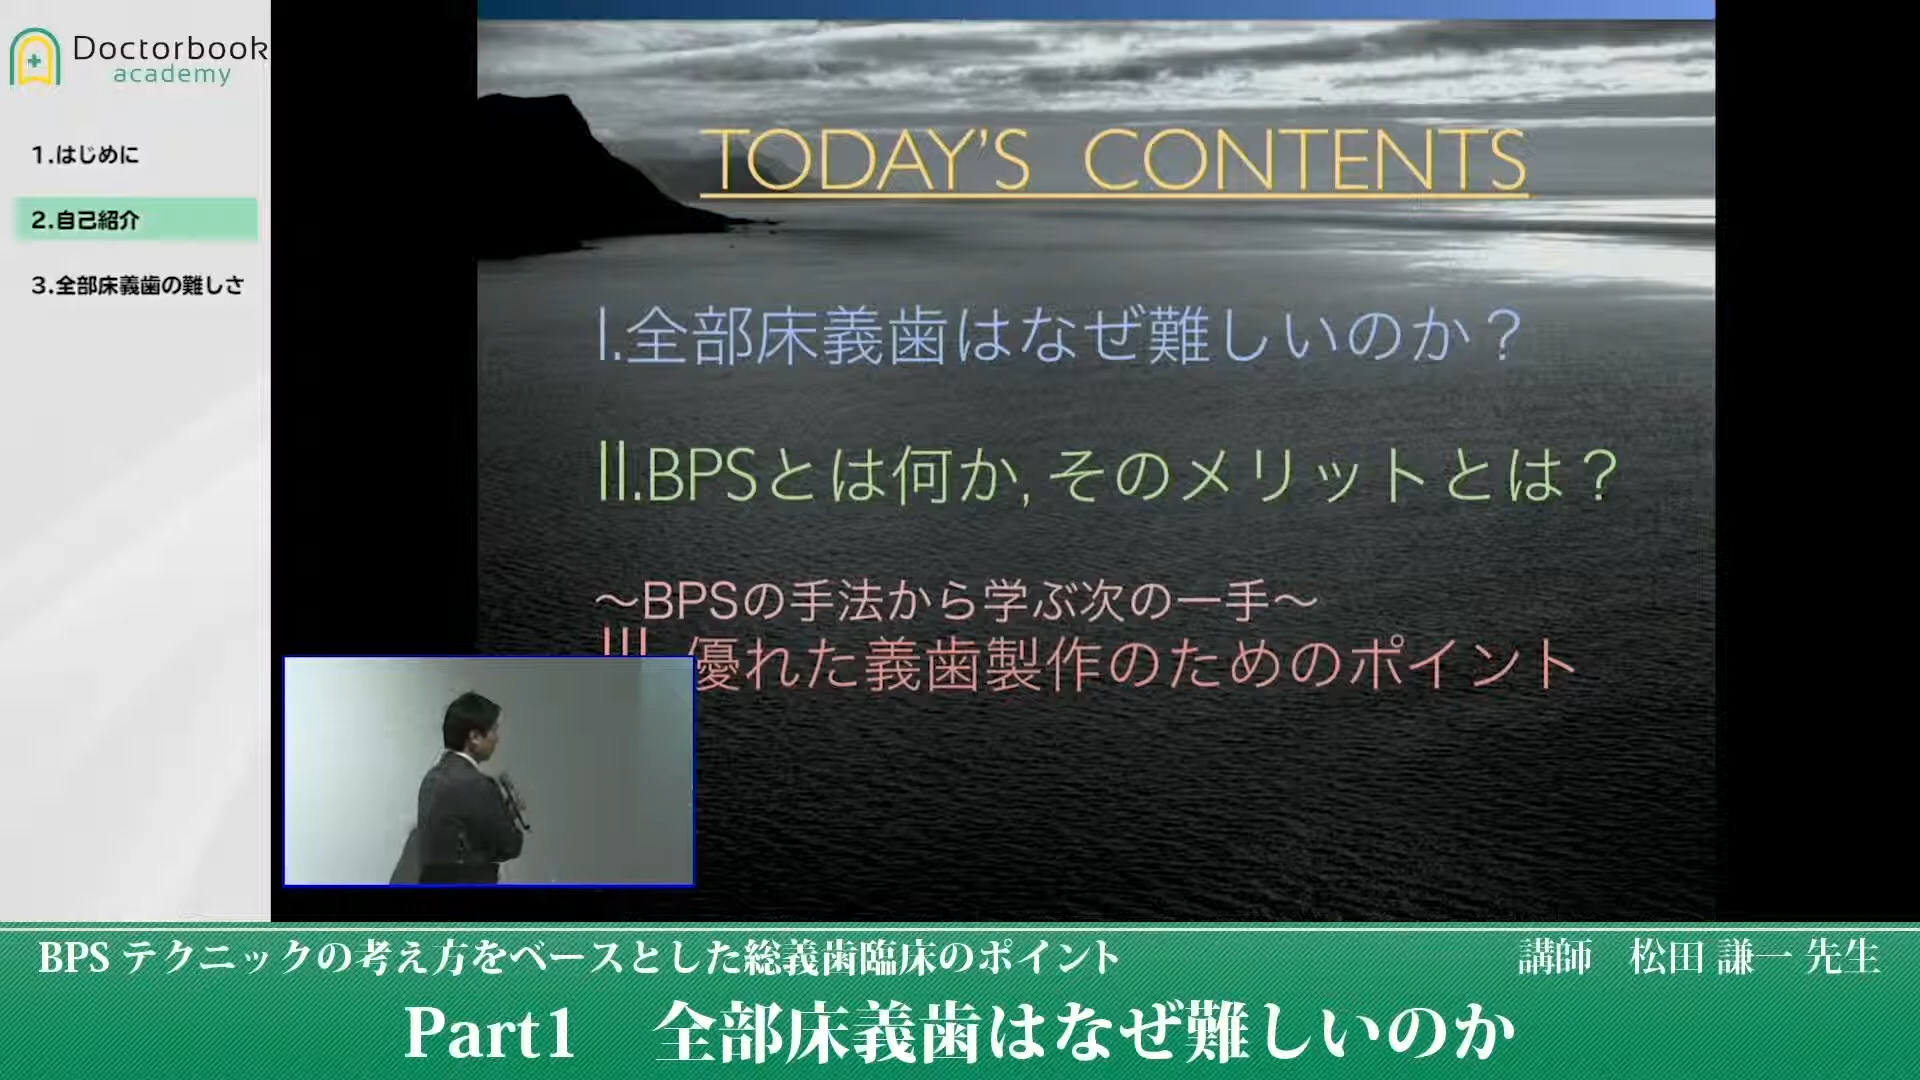 Doctorbook
academy
1.はじめに
2.自己紹介
3.全部床義歯の難しさ
TODAY'S CONTENTS
I.全部床義歯はなぜ難しいのか？
II.BPSとは何か,そのメリットとは？
～BPSの手法から学ぶ次の一手～
III. 優れた義歯製作のためのポイント
BPS テクニックの考え方をベースとした総義歯臨床のポイント
講師　松田 謙一 先生
Part1　全部床義歯はなぜ難しいのか